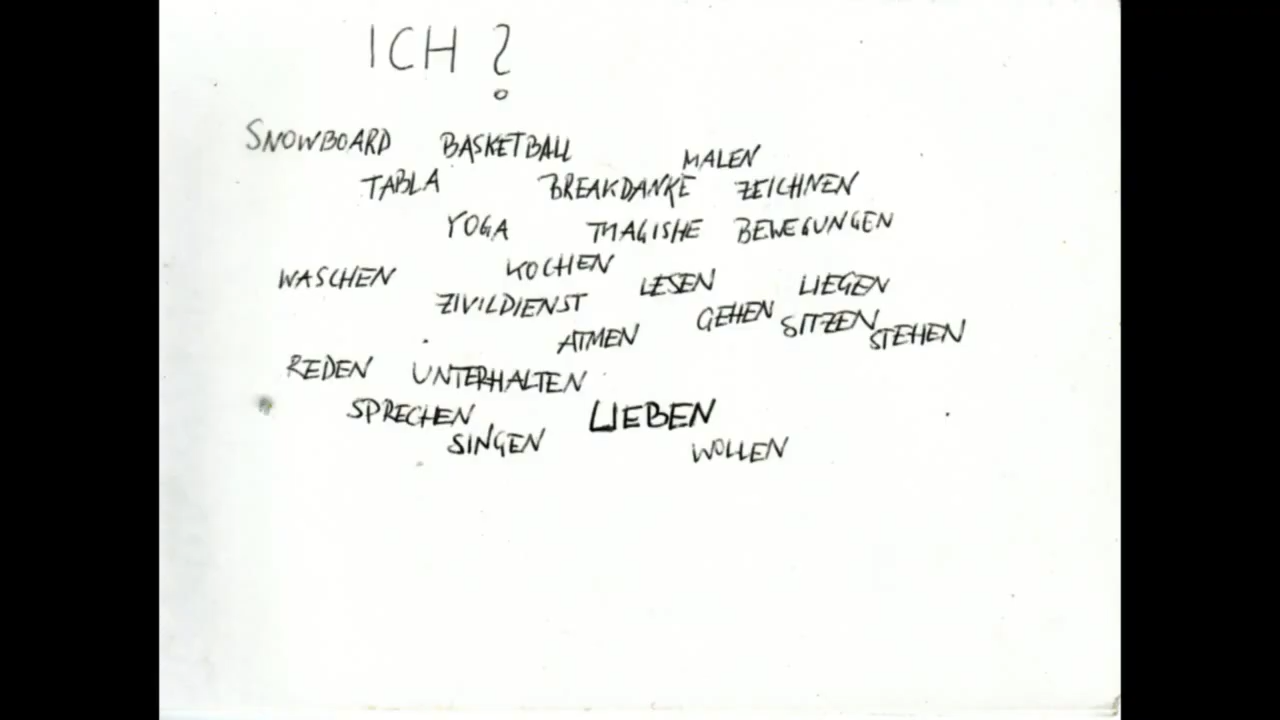 ICH ?
SNOWBOARD BASKETBALL MALEN
TABLA BREAKDANKE ZEICHNEN
YOGA MAGISHE BEWEGUNGEN
WASCHEN KOCHEN LESEN LIEGEN
ZIVILDIENST GEHEN SITZEN STEHEN
ATMEN
REDEN UNTERHALTEN
SPRECHEN LIEBEN
SINGEN WOLLEN